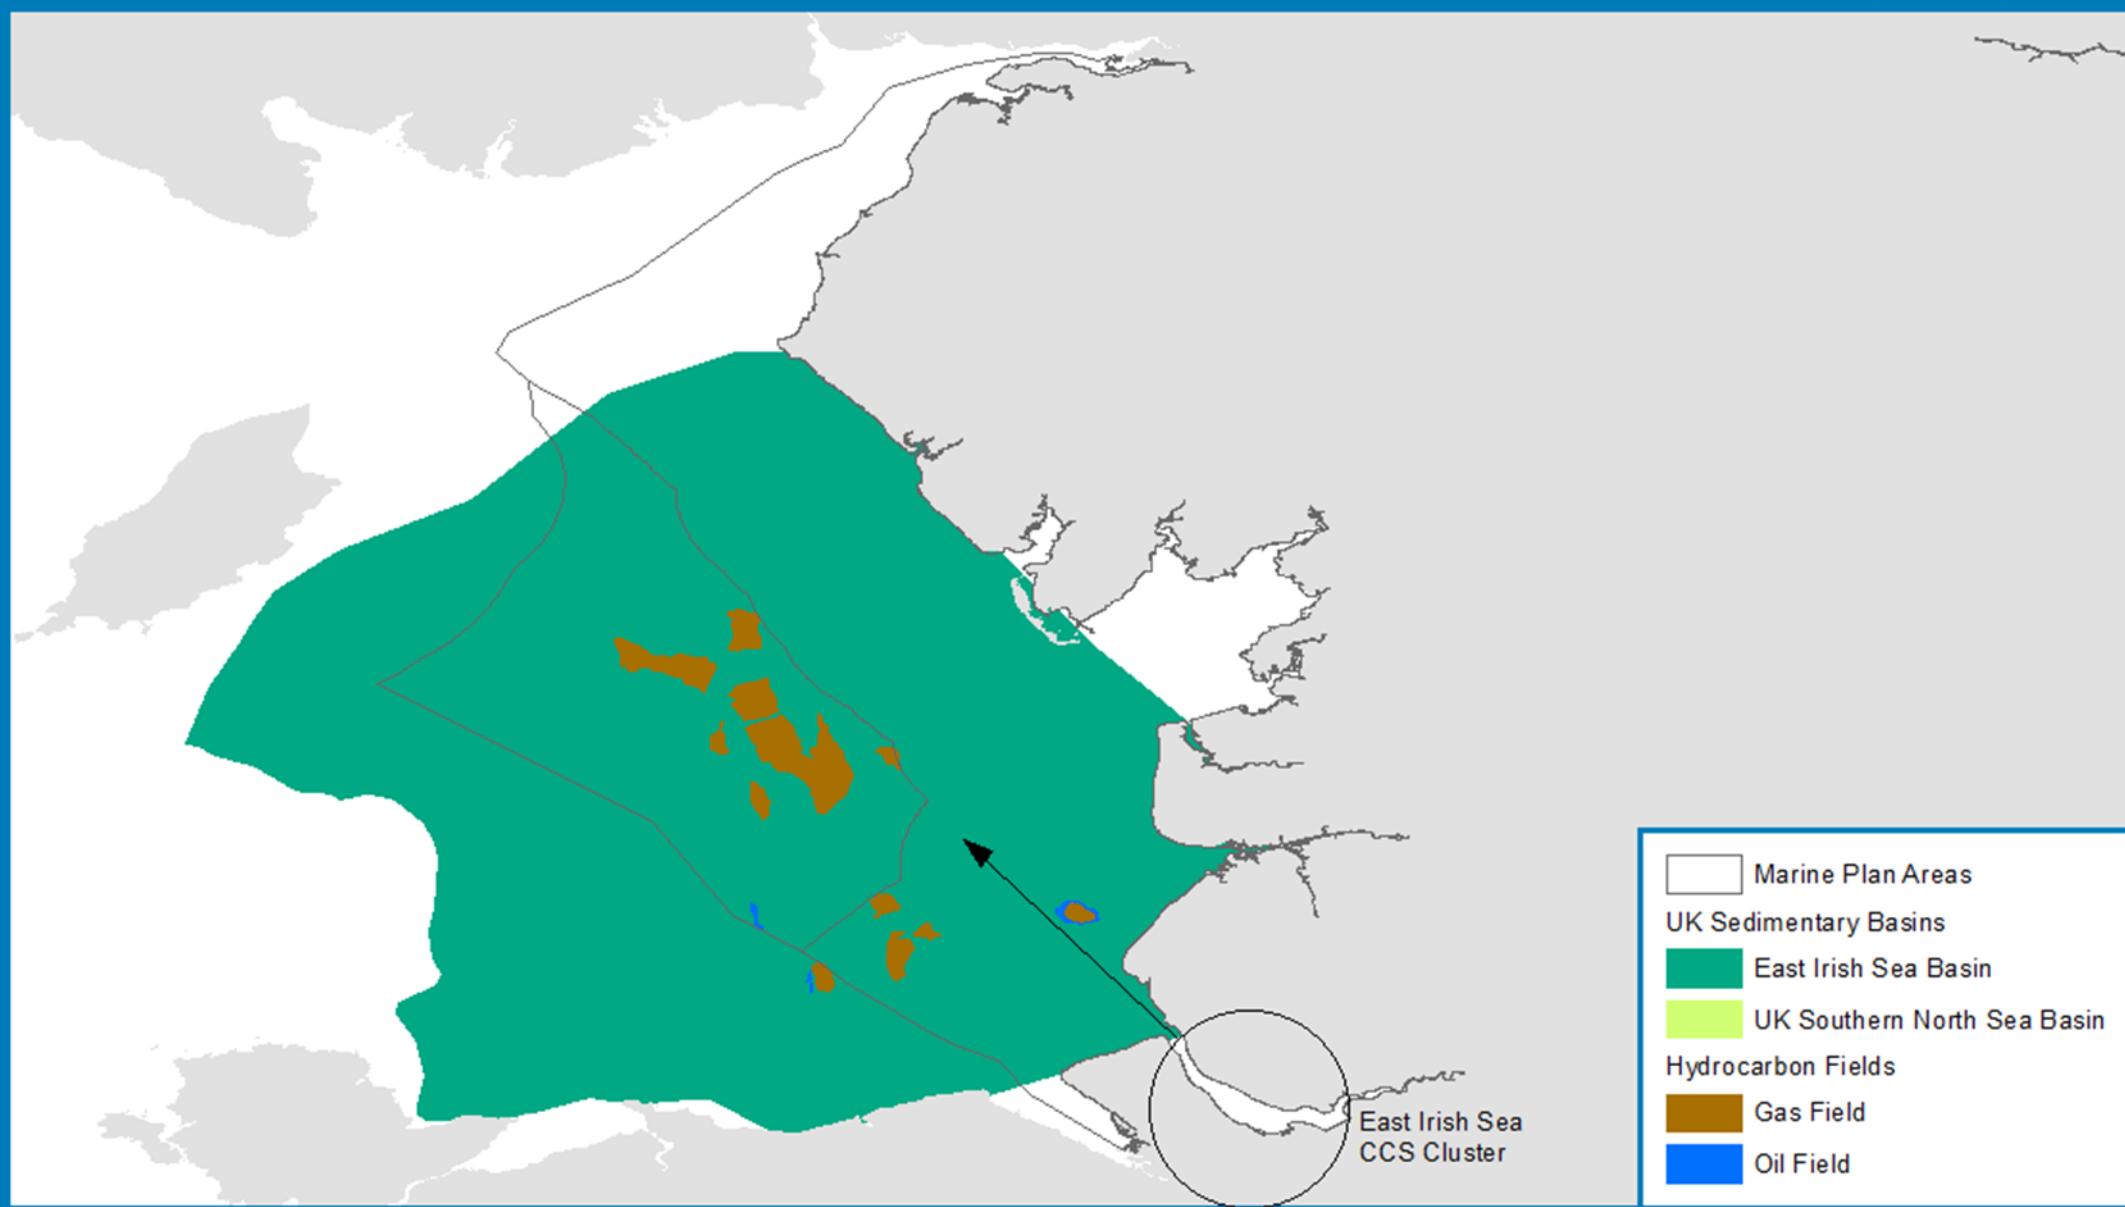 East Irish Sea
CCS Cluster
Marine Plan Areas
UK Sedimentary Basins
East Irish Sea Basin
UK Southern North Sea Basin
Hydrocarbon Fields
Gas Field
Oil Field